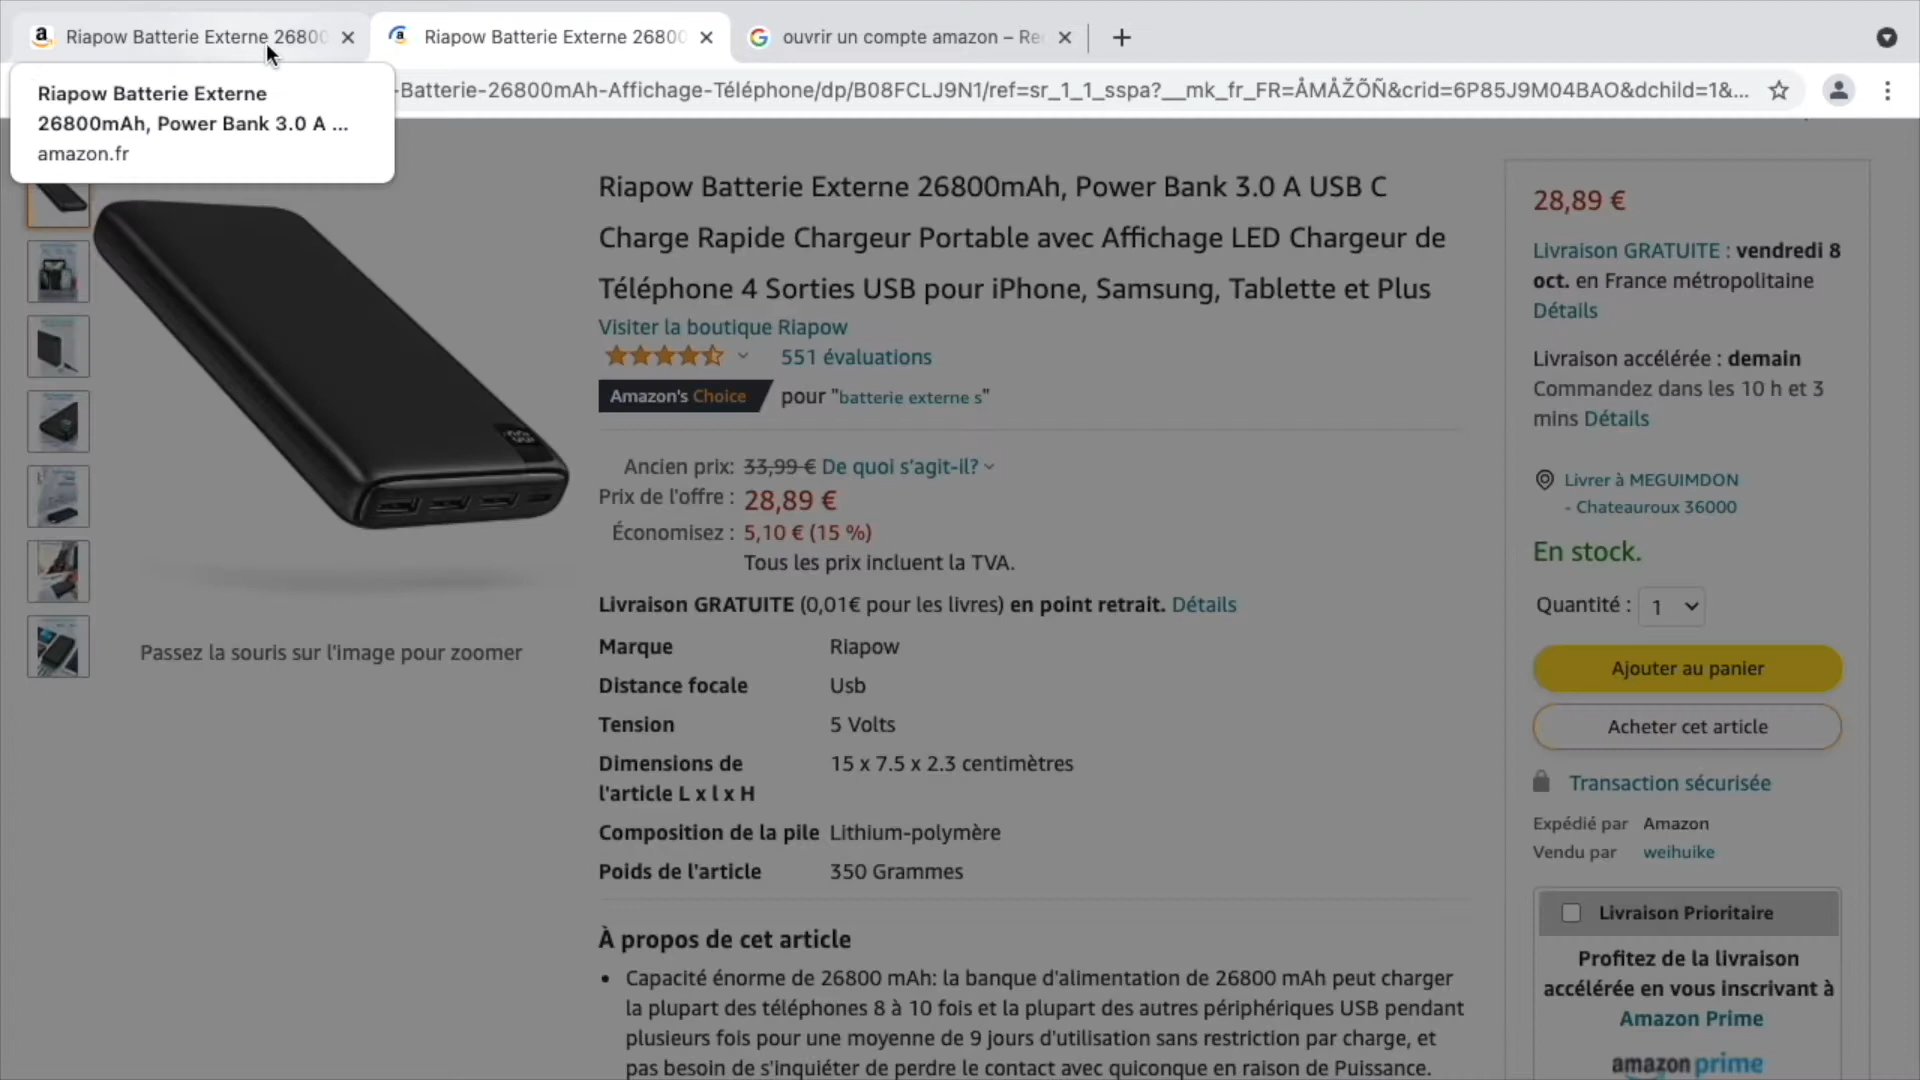 Riapow Batterie Externe 2680
Riapow Batterie Externe 2680
ouvrir un compte amazon – Re
Riapow Batterie Externe
26800mAh, Power Bank 3.0 A ...
amazon.fr
-Batterie-26800mAh-Affichage-Téléphone/dp/B08FCLJ9N1/ref=sr_1_1_sspa?__mk_fr_FR=ÅMÅŽÕÑ&crid=6P85J9M04BAO&dchild=1&...
Riapow Batterie Externe 26800mAh, Power Bank 3.0 A USB C
Charge Rapide Chargeur Portable avec Affichage LED Chargeur de
Téléphone 4 Sorties USB pour iPhone, Samsung, Tablette et Plus
Visiter la boutique Riapow
551 évaluations
Amazon's Choice pour "batterie externe s"
Ancien prix: 33,99 € De quoi s'agit-il?
Prix de l'offre : 28,89 €
Économisez : 5,10 € (15 %)
Tous les prix incluent la TVA.
Livraison GRATUITE (0,01€ pour les livres) en point retrait. Détails
Marque Riapow
Distance focale Usb
Tension 5 Volts
Dimensions de 15 x 7.5 x 2.3 centimètres
l'article L x l x H
Composition de la pile Lithium-polymère
Poids de l'article 350 Grammes
À propos de cet article
• Capacité énorme de 26800 mAh: la banque d'alimentation de 26800 mAh peut charger
la plupart des téléphones 8 à 10 fois et la plupart des autres périphériques USB pendant
plusieurs fois pour une moyenne de 9 jours d'utilisation sans restriction par charge, et
pas besoin de s'inquiéter de perdre le contact avec quiconque en raison de Puissance.
Passez la souris sur l'image pour zoomer
28,89 €
Livraison GRATUITE : vendredi 8
oct. en France métropolitaine
Détails
Livraison accélérée : demain
Commandez dans les 10 h et 3
mins Détails
Livrer à MEGUIMDON
- Chateauroux 36000
En stock.
Quantité : 1
Ajouter au panier
Acheter cet article
Transaction sécurisée
Expédié par Amazon
Vendu par weihuike
Livraison Prioritaire
Profitez de la livraison
accélérée en vous inscrivant à
Amazon Prime
amazon prime